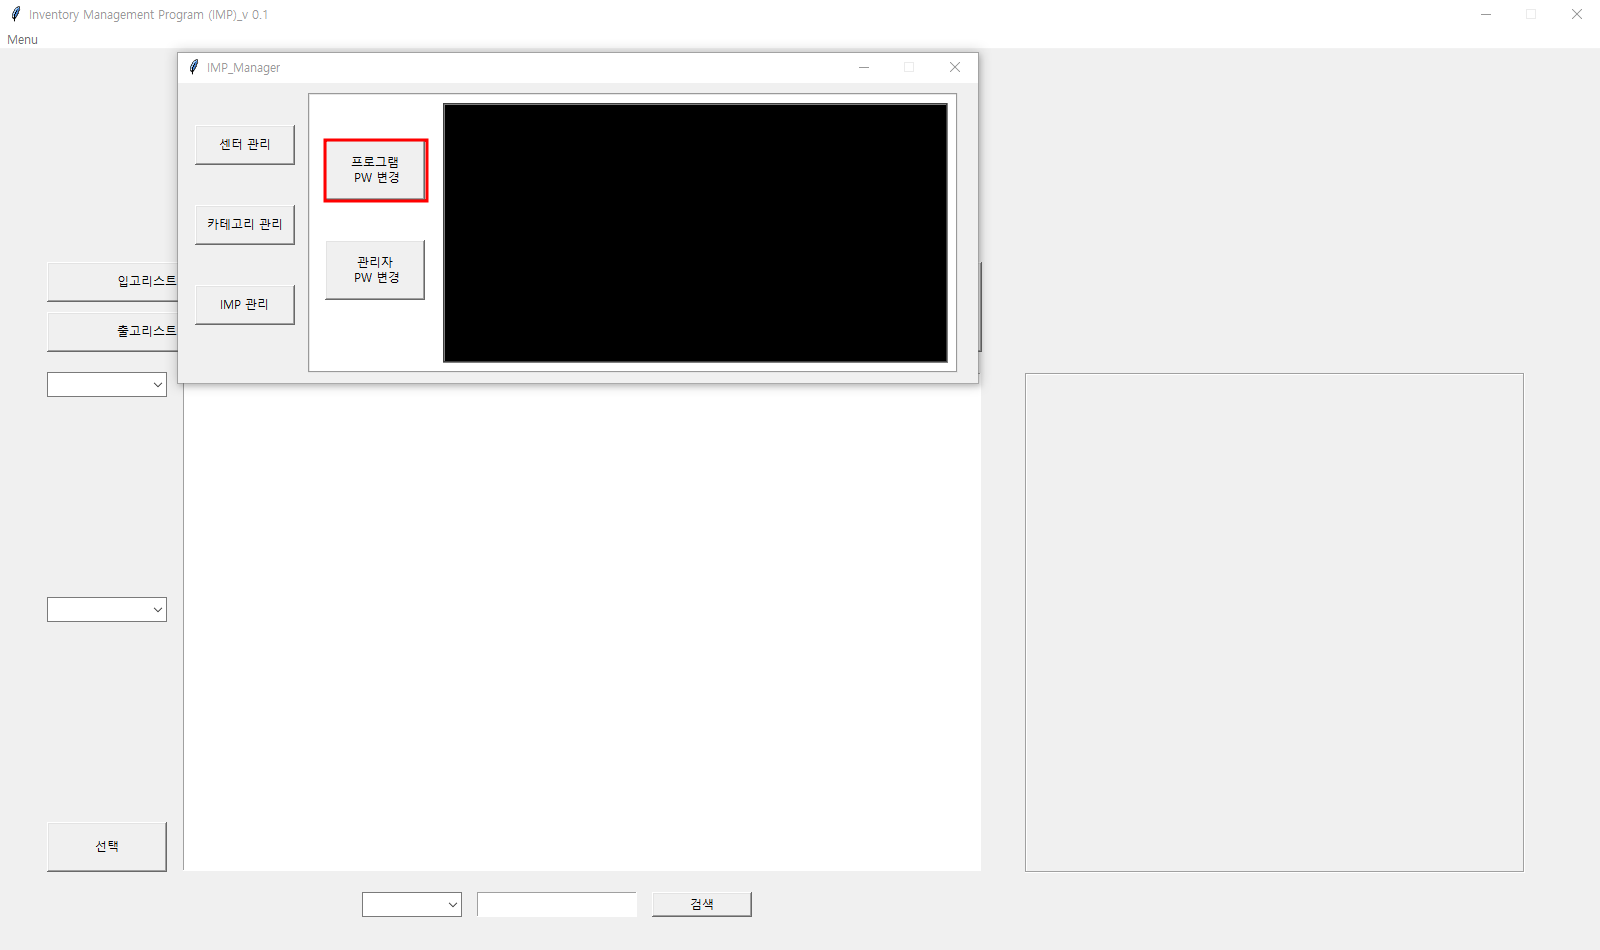 Inventory Management Program (IMP)_v 0.1
Menu
IMP_Manager
센터 관리
카테고리 관리
IMP 관리
프로그램
PW 변경
관리자
PW 변경
입고리스트
출고리스트
선택
검색